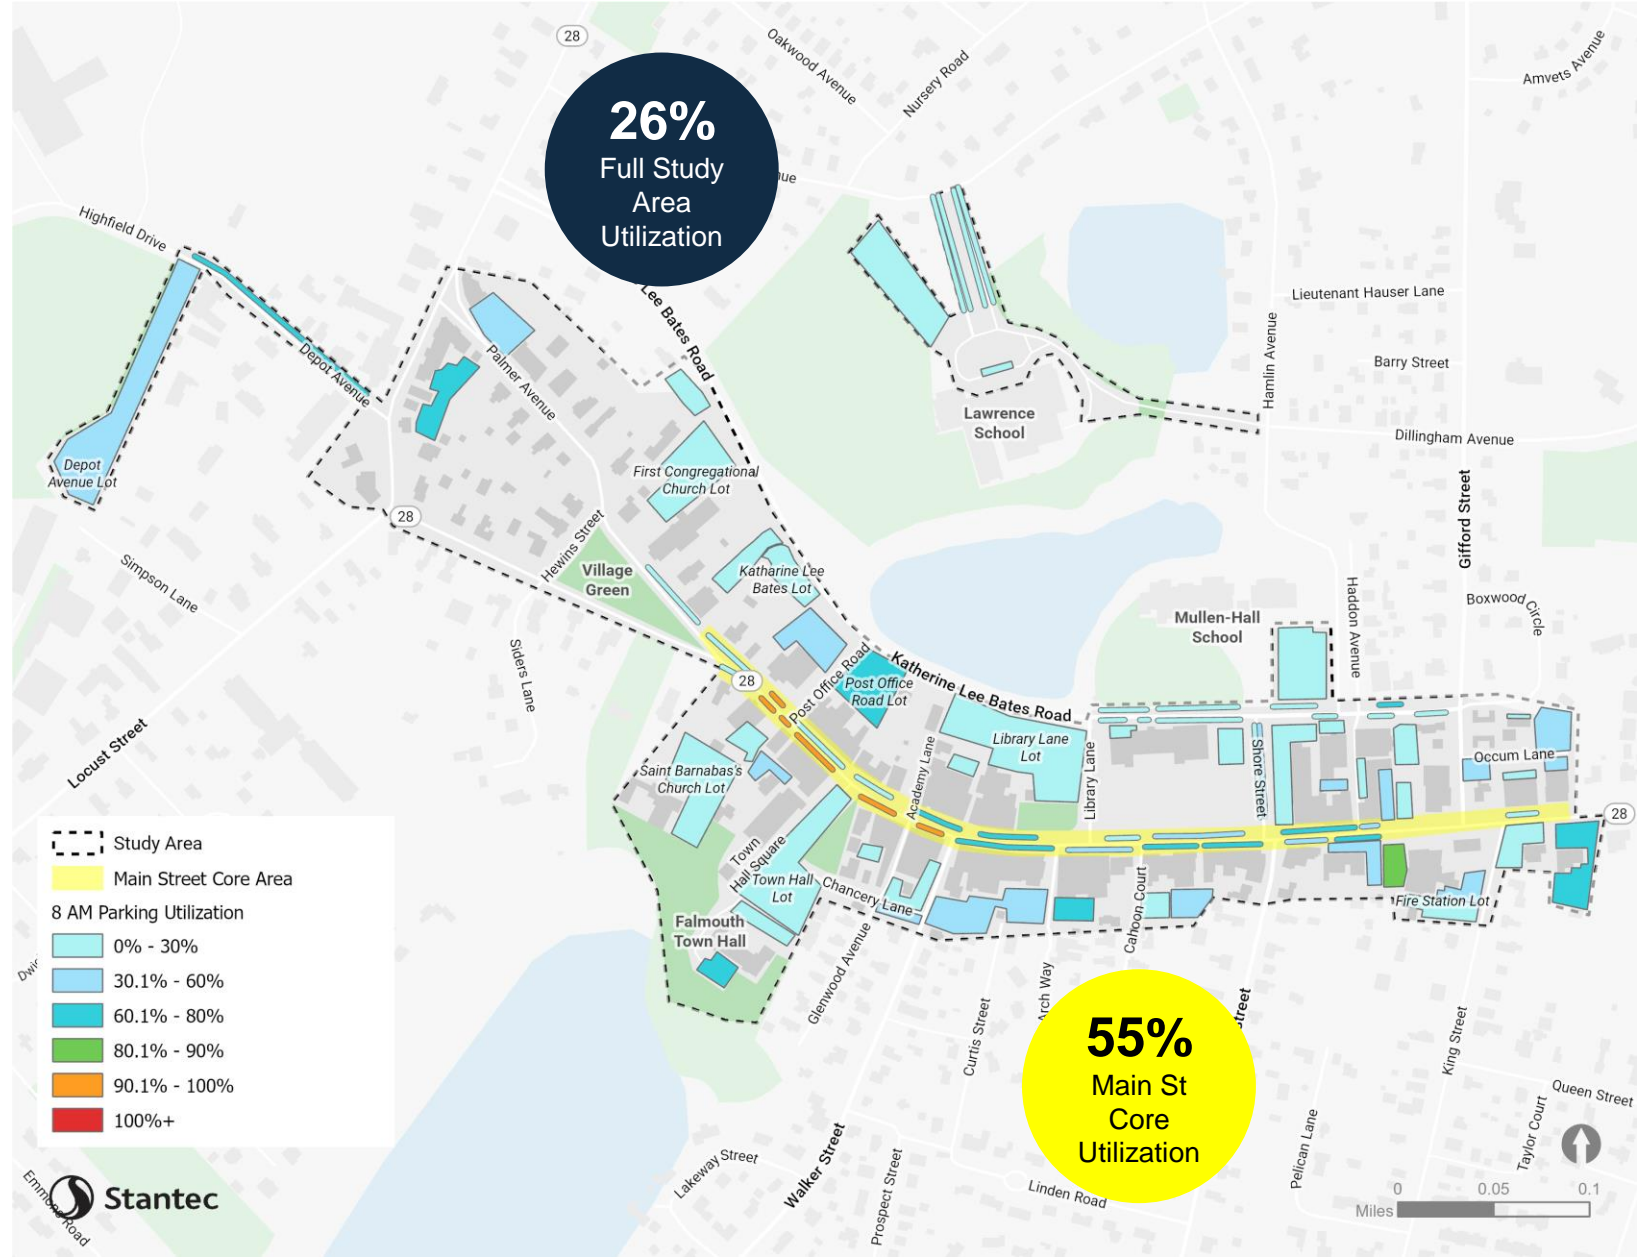 28
Oakwood Avenue
Nursery Road
Amvets Avenue
26%
Full Study
Area
Utilization
Highfield Drive
Lee Bates Road
Lieutenant Hauser Lane
Hamlin Avenue
Barry Street
Depot Avenue
Palmer Avenue
Lawrence
School
Dillingham Avenue
Depot
Avenue Lot
First Congregational
Church Lot
Gifford Street
28
Hewins Street
Simpson Lane
Village
Green
Katharine Lee
Bates Lot
Haddon Avenue
Boxwood Circle
Mullen-Hall
School
Siders Lane
28
Post Office Road
Post Office
Road Lot
Katherine Lee Bates Road
Locust Street
Saint Barnabas's
Church Lot
Academy Lane
Library Lane
Lot
Library Lane
Shore Street
Occum Lane
28
Town
Hall Square
Town Hall
Lot
Chancery Lane
Fire Station Lot
Falmouth
Town Hall
Cahoon Court
Glenwood Avenue
Study Area
Main Street Core Area
8 AM Parking Utilization
0% - 30%
30.1% - 60%
60.1% - 80%
80.1% - 90%
90.1% - 100%
100%+
Curtis Street
Arch Way
55%
Main St
Core
Utilization
King Street
Queen Street
Taylor Court
Pelican Lane
Walker Street
Lakeway Street
Prospect Street
Linden Road
Emmons Road
Stantec
0 0.05 0.1
Miles